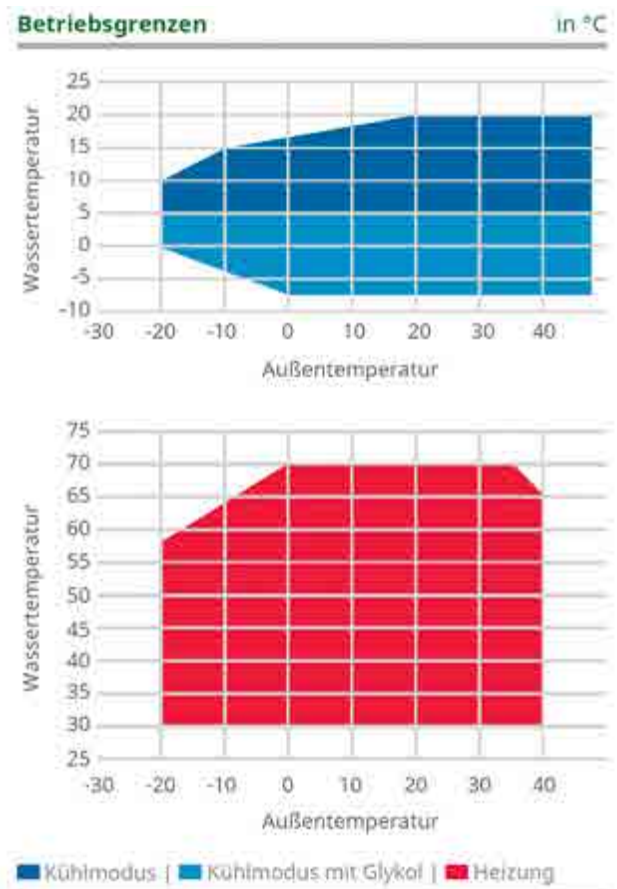 Betriebsgrenzen in °C
25
20
15
10
5
0
-5
-10
Wassertemperatur
-30 -20 -10 0 10 20 30 40
Außentemperatur
75
70
65
60
55
50
45
40
35
30
25
Wassertemperatur
-30 -20 -10 0 10 20 30 40
Außentemperatur
Kühlmodus | Kühlmodus mit Glykol | Heizung